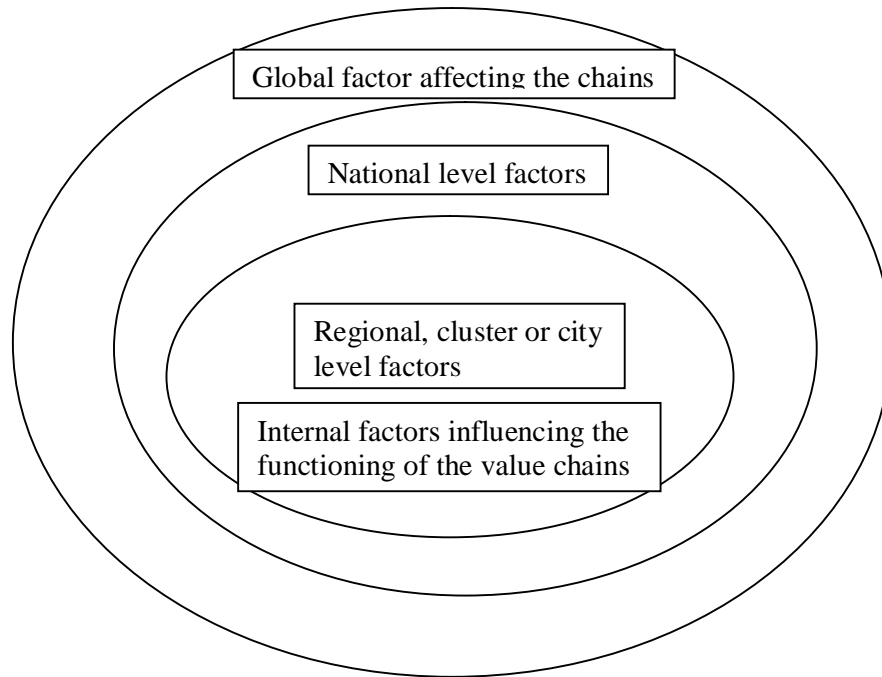 Global factor affecting the chains
National level factors
Regional, cluster or city
level factors
Internal factors influencing the
functioning of the value chains